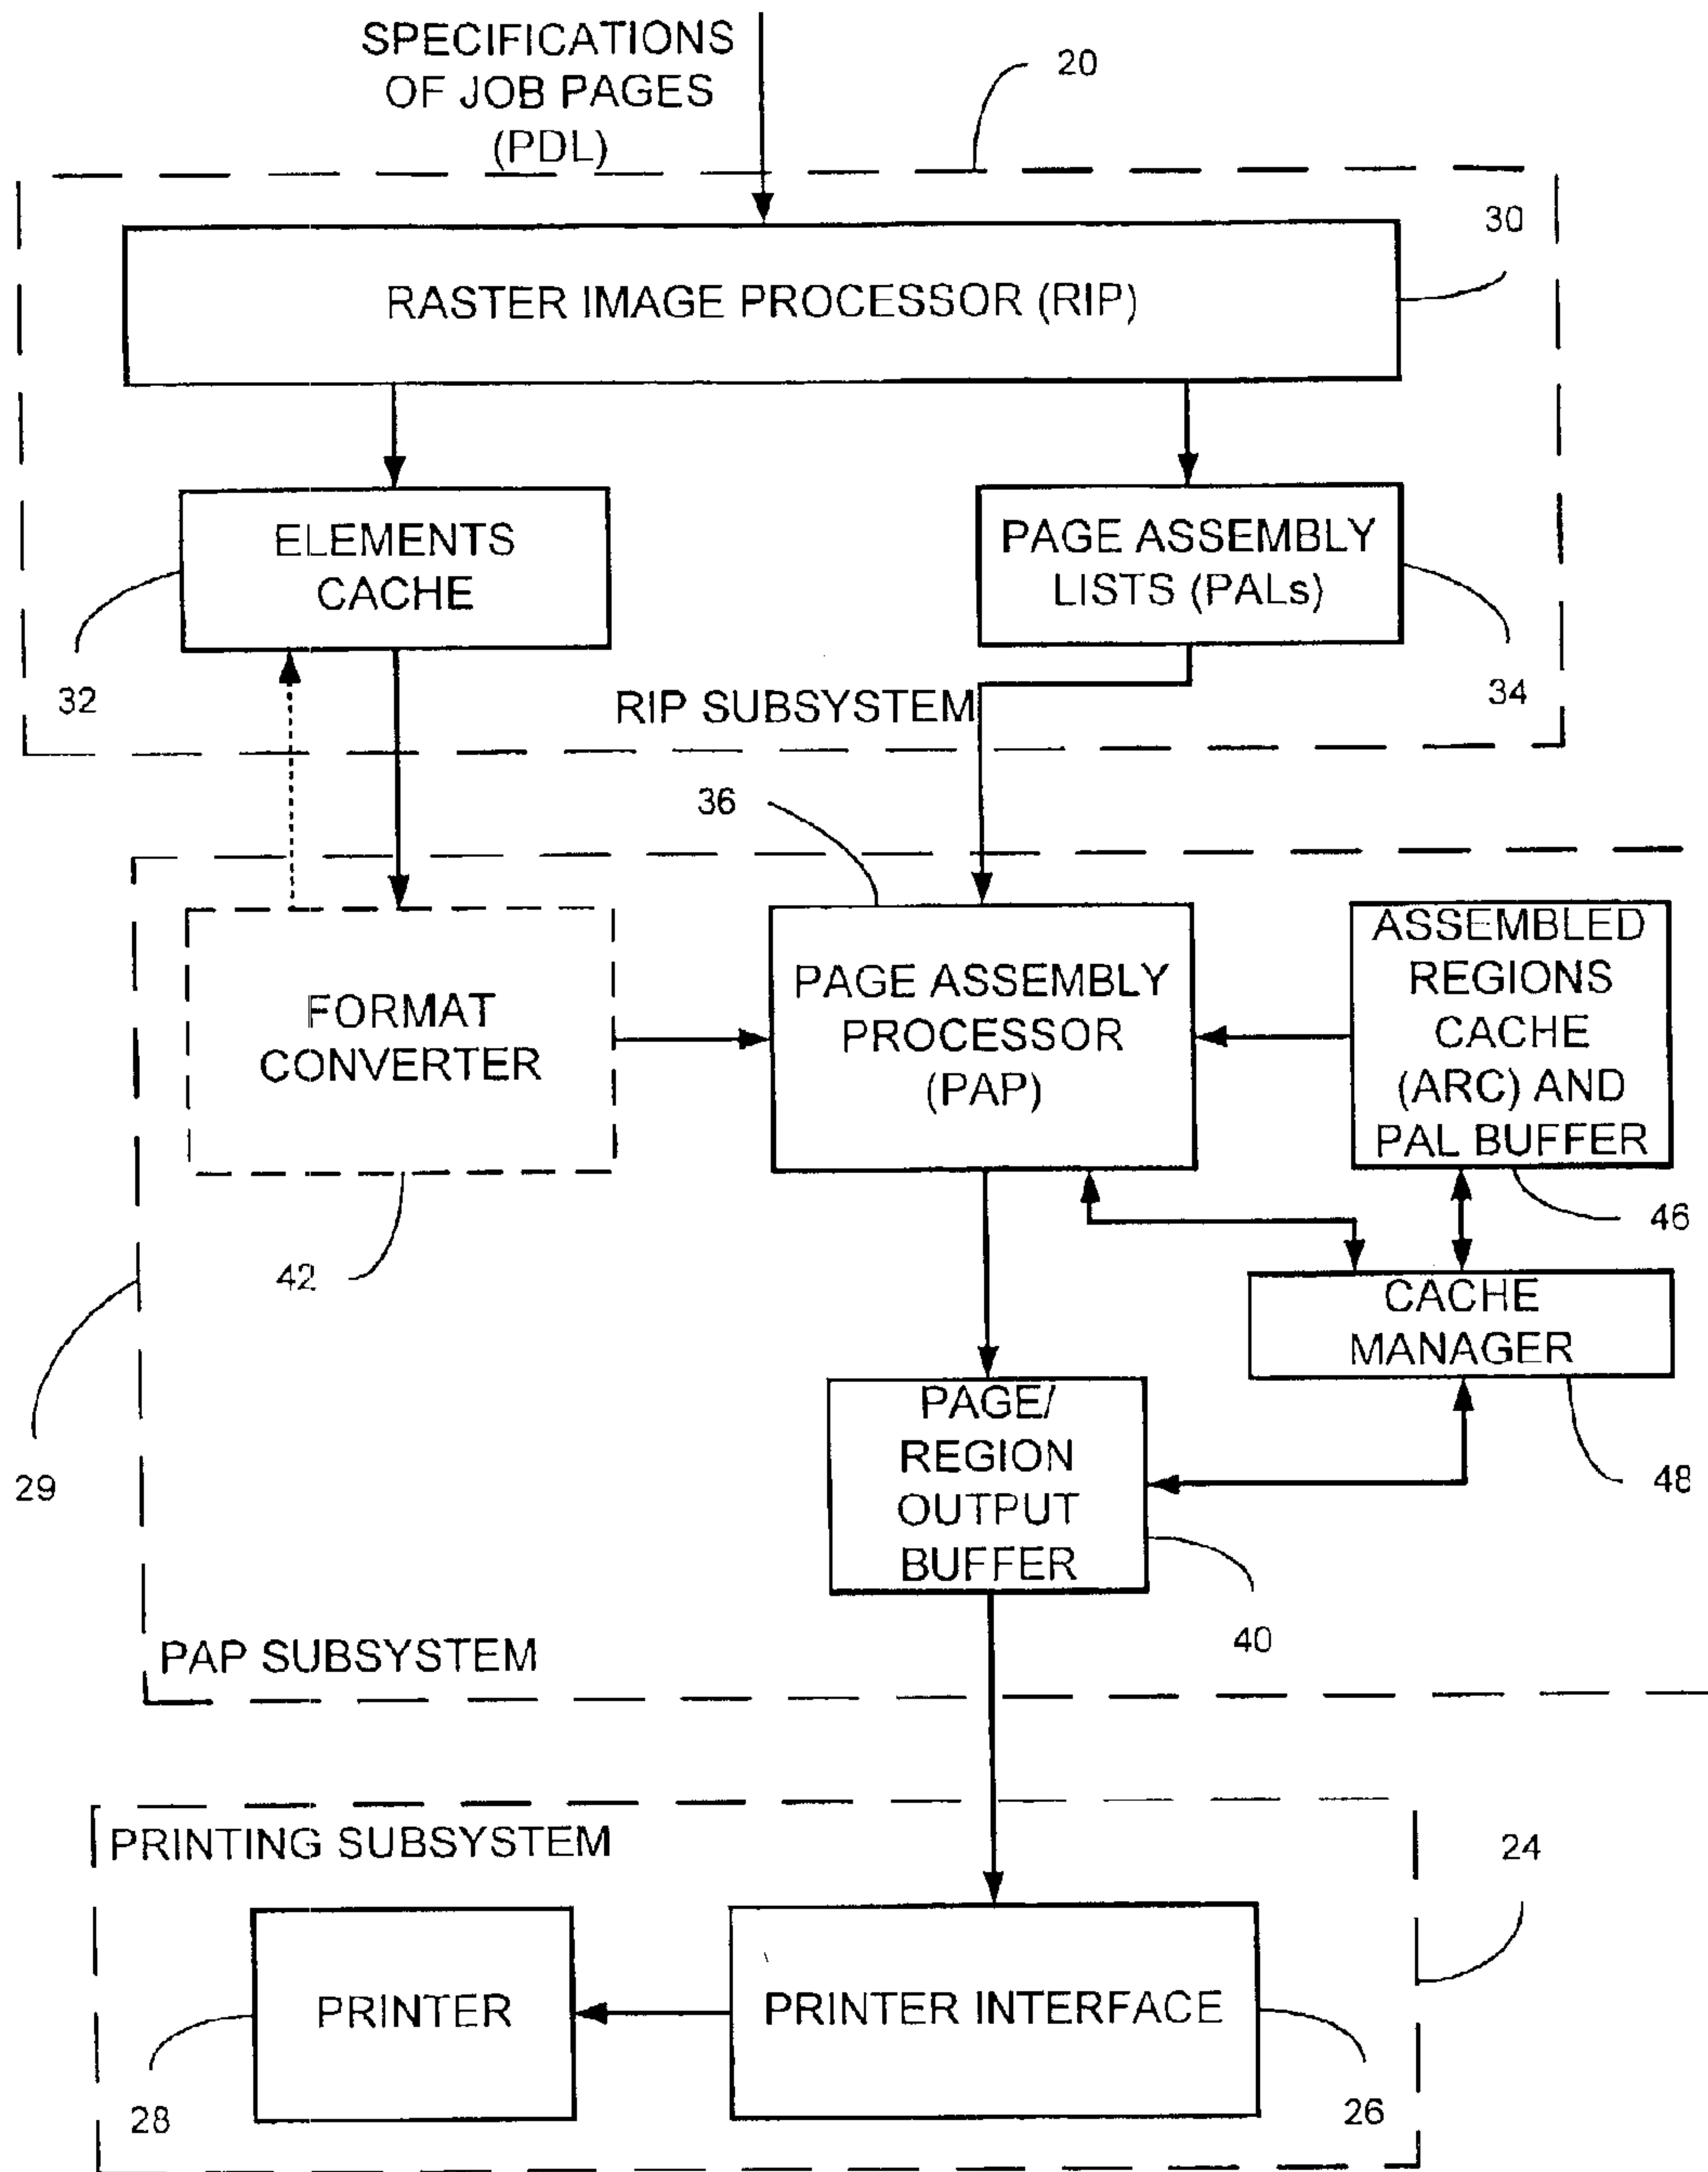 SPECIFICATIONS
OF JOB PAGES
(PDL)
20
30
RASTER IMAGE PROCESSOR (RIP)
ELEMENTS
CACHE
PAGE ASSEMBLY
LISTS (PALs)
32
RIP SUBSYSTEM
34
36
FORMAT
CONVERTER
PAGE ASSEMBLY
PROCESSOR
(PAP)
ASSEMBLED
REGIONS
CACHE
(ARC) AND
PAL BUFFER
46
42
CACHE
MANAGER
29
PAGE/
REGION
OUTPUT
BUFFER
48
40
PAP SUBSYSTEM
PRINTING SUBSYSTEM
24
PRINTER
PRINTER INTERFACE
28
26